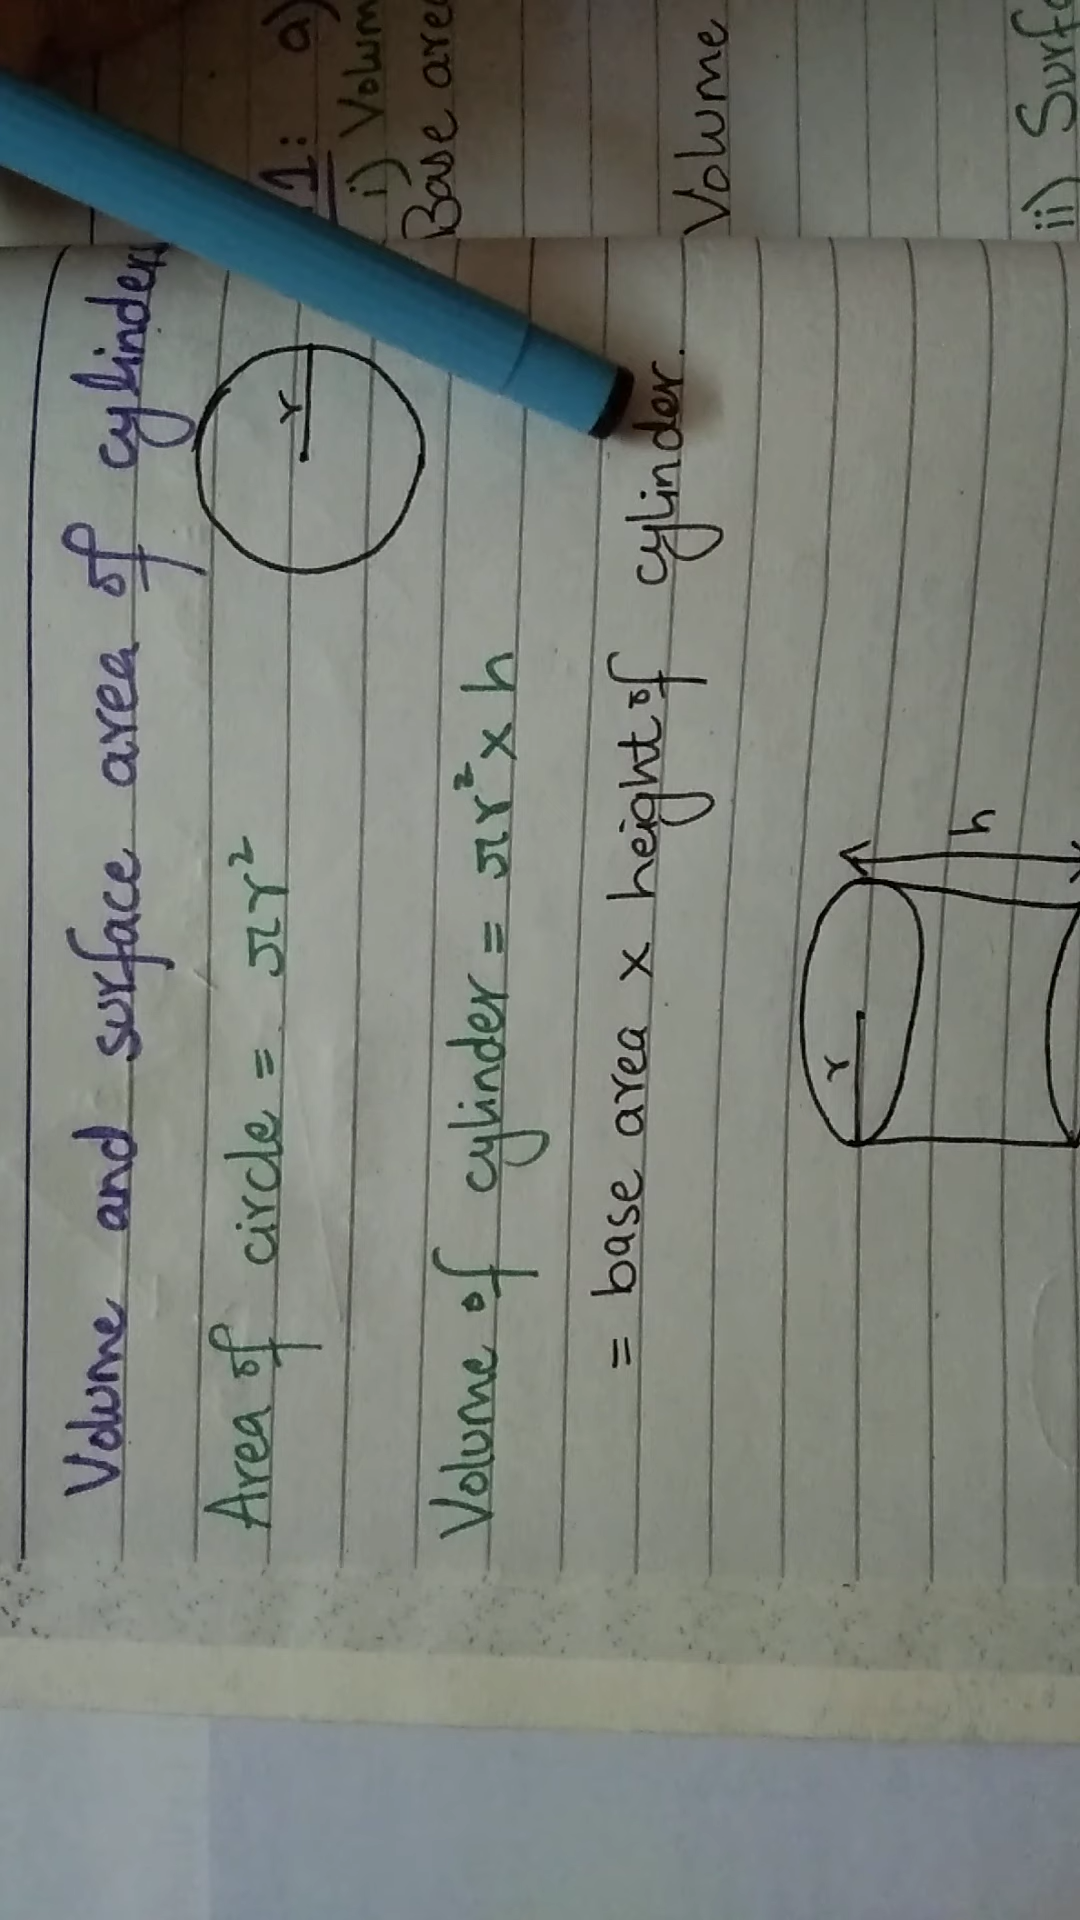 Volume and surface area of cylinders
Area of circle = πr²
r
Volume of cylinder = πr² x h
= base area x height of cylinder.
r
h
1: a)
i) Volum
Base are
Volume
ii) Surfa